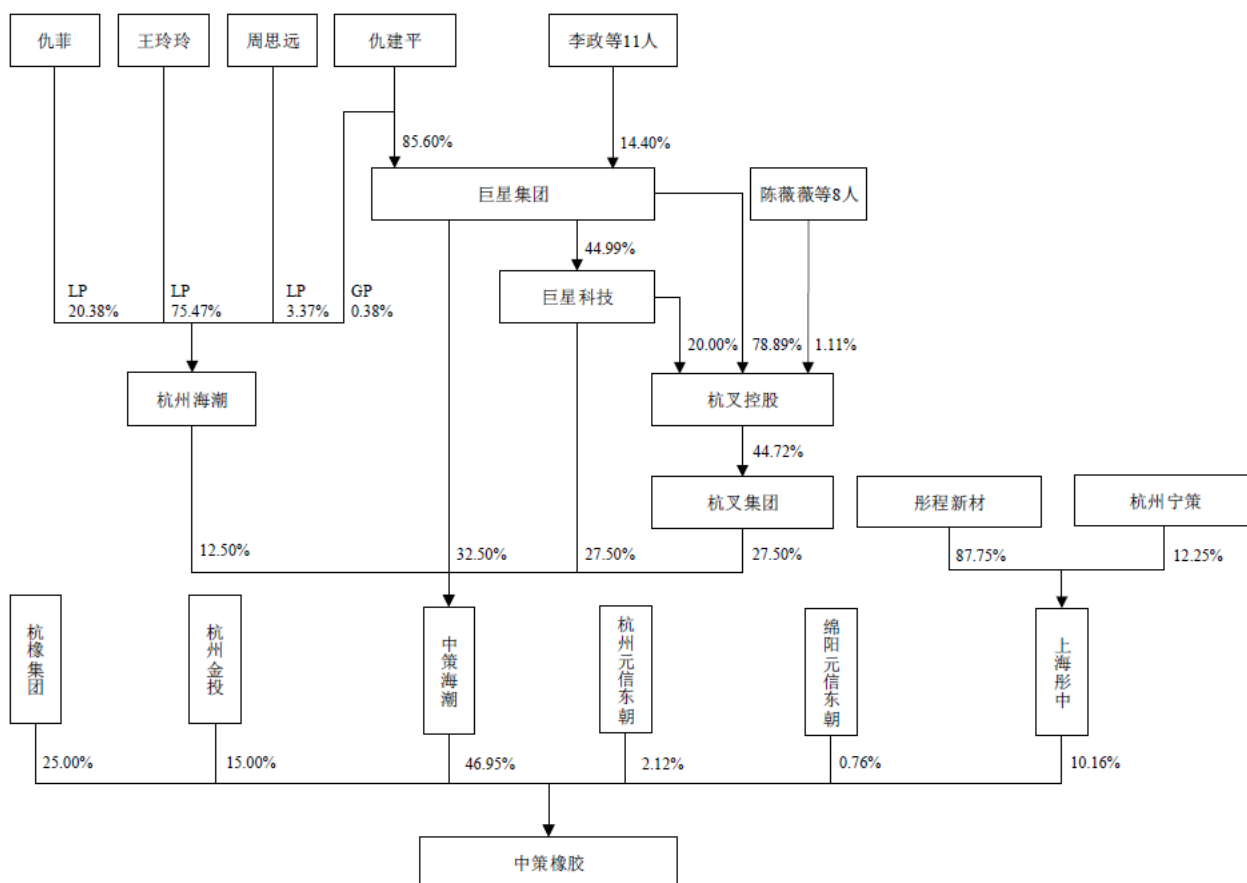 仇菲
王玲玲
周思远
仇建平
李政等11人
85.60%
14.40%
巨星集团
陈薇薇等8人
44.99%
巨星科技
LP
20.38%
LP
75.47%
LP
3.37%
GP
0.38%
20.00%
78.89%
1.11%
杭州海潮
杭叉控股
44.72%
杭叉集团
彤程新材
杭州宁策
12.50%
32.50%
27.50%
27.50%
87.75%
12.25%
杭橡集团
杭州金投
中策海潮
杭州元信东朝
绵阳元信东朝
上海彤中
25.00%
15.00%
46.95%
2.12%
0.76%
10.16%
中策橡胶